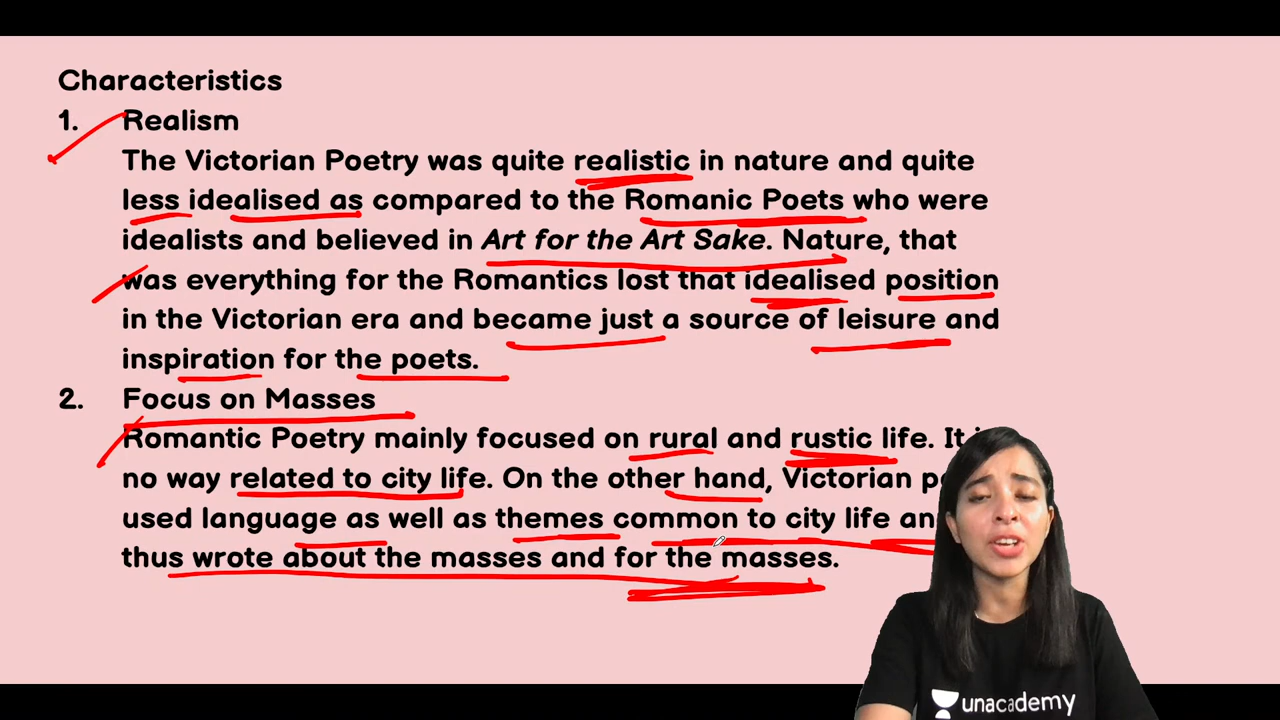 Characteristics
1. Realism
The Victorian Poetry was quite realistic in nature and quite
less idealised as compared to the Romanic Poets who were
idealists and believed in Art for the Art Sake. Nature, that
was everything for the Romantics lost that idealised position
in the Victorian era and became just a source of leisure and
inspiration for the poets.
2. Focus on Masses
Romantic Poetry mainly focused on rural and rustic life. It
no way related to city life. On the other hand, Victorian
used language as well as themes common to city life
thus wrote about the masses and for the masses.
unacademy